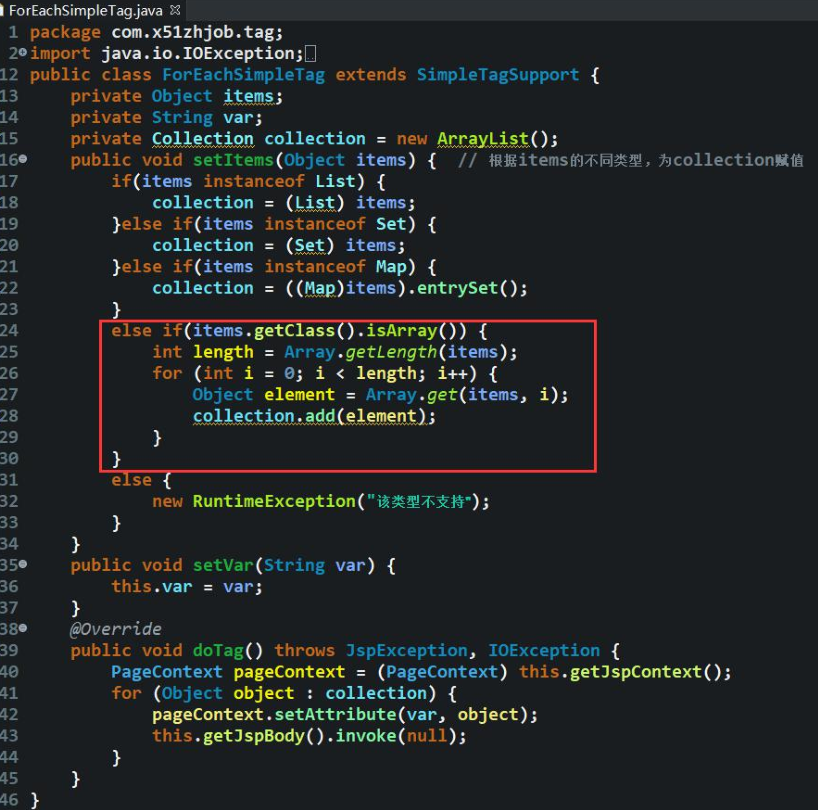 ForEachSimpleTag.java
1 package com.x51zhjob.tag;
2 import java.io.IOException;
12 public class ForEachSimpleTag extends SimpleTagSupport {
13 private Object items;
14 private String var;
15 private Collection collection = new ArrayList();
16 public void setItems(Object items) { // 根据items的不同类型，为collection赋值
17 if(items instanceof List) {
18 collection = (List) items;
19 }else if(items instanceof Set) {
20 collection = (Set) items;
21 }else if(items instanceof Map) {
22 collection = ((Map)items).entrySet();
23 }
24 else if(items.getClass().isArray()) {
25 int length = Array.getLength(items);
26 for (int i = 0; i < length; i++) {
27 Object element = Array.get(items, i);
28 collection.add(element);
29 }
30 }
31 else {
32 new RuntimeException("该类型不支持");
33 }
34 }
35 public void setVar(String var) {
36 this.var = var;
37 }
38 @Override
39 public void doTag() throws JspException, IOException {
40 PageContext pageContext = (PageContext) this.getJspContext();
41 for (Object object : collection) {
42 pageContext.setAttribute(var, object);
43 this.getJspBody().invoke(null);
44 }
45 }
46 }